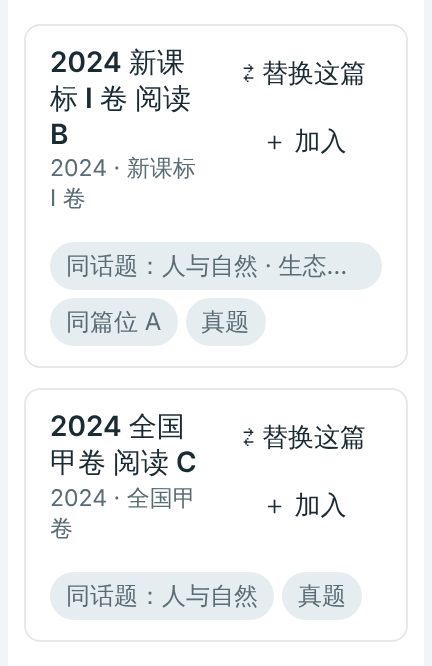 2024 新课
标 I 卷 阅读
B
2024 · 新课标
I 卷
替换这篇
+ 加入
同话题：人与自然 · 生态...
同篇位 A
真题
2024 全国
甲卷 阅读 C
2024 · 全国甲
卷
替换这篇
+ 加入
同话题：人与自然
真题